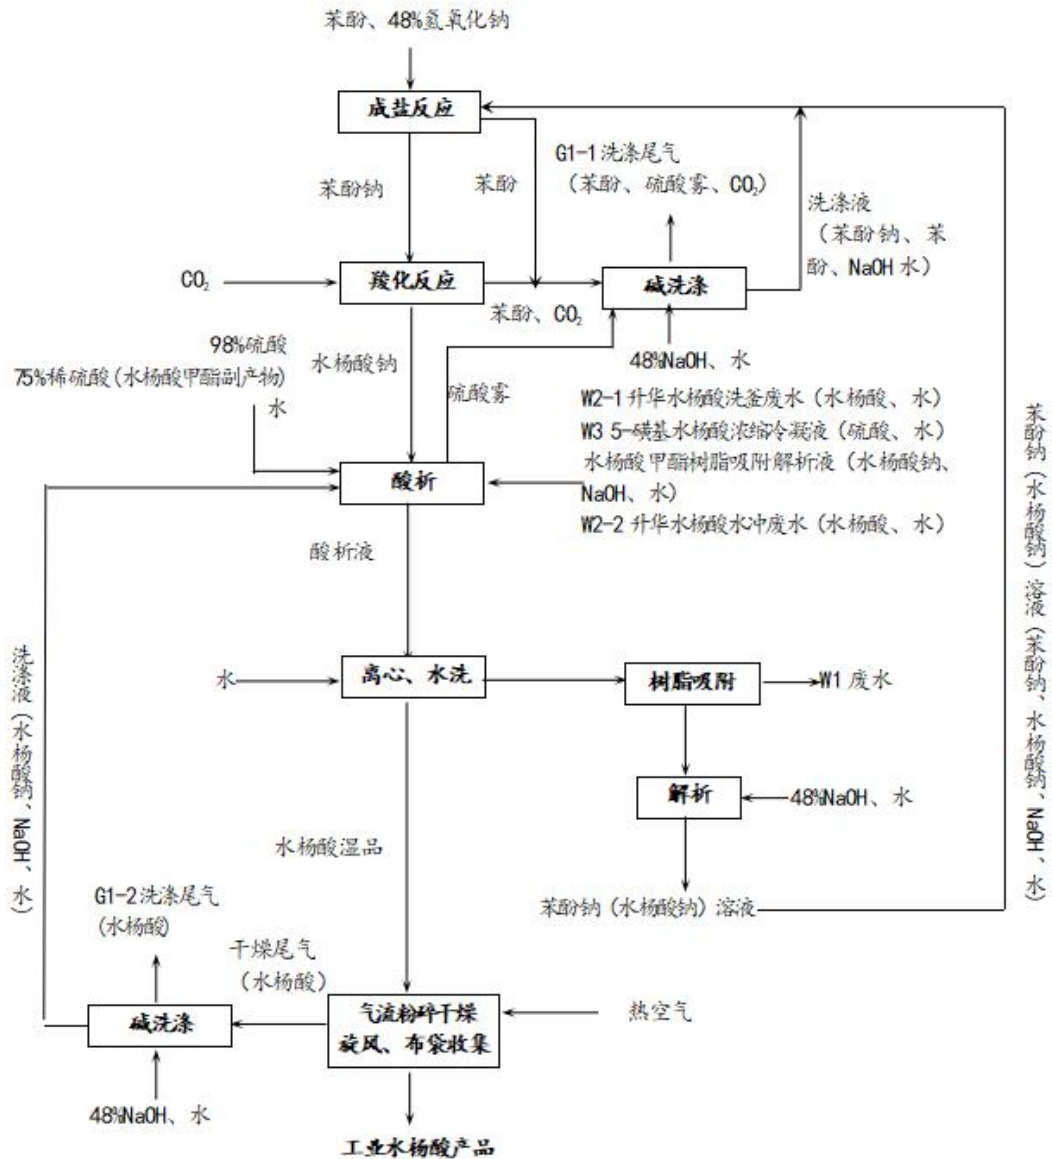 苯酚、48%氢氧化钠
成盐反应
G1-1洗涤尾气
(苯酚、硫酸雾、CO₂)
苯酚钠
苯酚
洗涤液
(苯酚钠、苯
酚、NaOH水)
CO₂
羧化反应
碱洗涤
苯酚、CO₂
98%硫酸
75%稀硫酸(水杨酸甲酯副产物)
水
水杨酸钠
硫酸雾
48%NaOH、水
W2-1升华水杨酸洗釜废水(水杨酸、水)
W3 5-磺基水杨酸浓缩冷凝液(硫酸、水)
水杨酸甲酯树脂吸附解析液(水杨酸钠、
NaOH、水)
W2-2升华水杨酸水冲废水(水杨酸、水)
酸析
酸析液
苯酚钠(水杨酸钠)溶液(苯酚钠、水杨酸钠、NaOH、水)
洗涤液(水杨酸钠、NaOH、水)
水
离心、水洗
树脂吸附
W1废水
解析
48%NaOH、水
水杨酸湿品
苯酚钠(水杨酸钠)溶液
G1-2洗涤尾气
(水杨酸)
干燥尾气
(水杨酸)
碱洗涤
气流粉碎干燥
旋风、布袋收集
热空气
48%NaOH、水
工业水杨酸产品